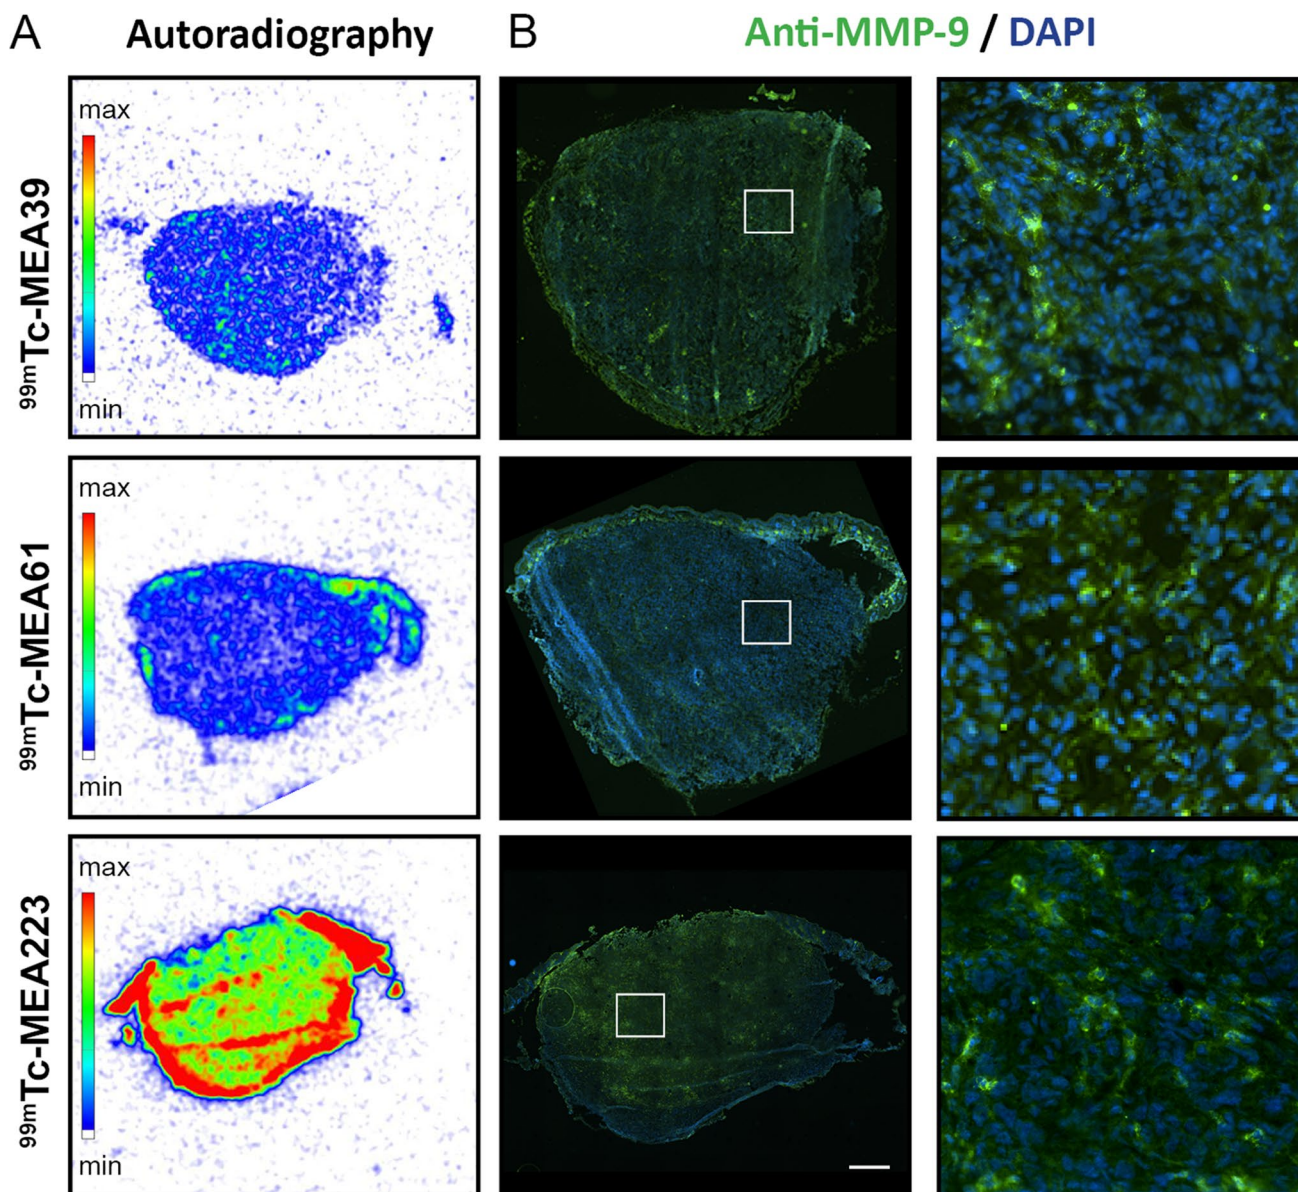 A Autoradiography B Anti-MMP-9 / DAPI
99mTc-MEA39
max
min
99mTc-MEA61
max
min
99mTc-MEA223
max
min